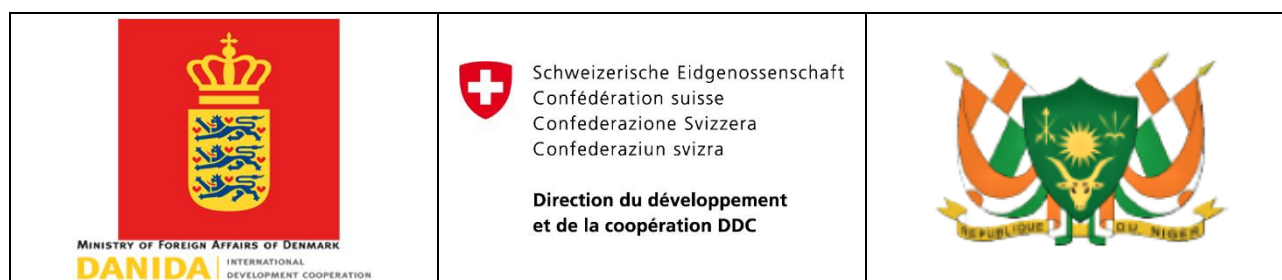 MINISTRY OF FOREIGN AFFAIRS OF DENMARK
DANIDA INTERNATIONAL
DEVELOPMENT COOPERATION
Schweizerische Eidgenossenschaft
Confédération suisse
Confederazione Svizzera
Confederaziun svizra
Direction du développement
et de la coopération DDC
REPUBLIQUE DU NIGER